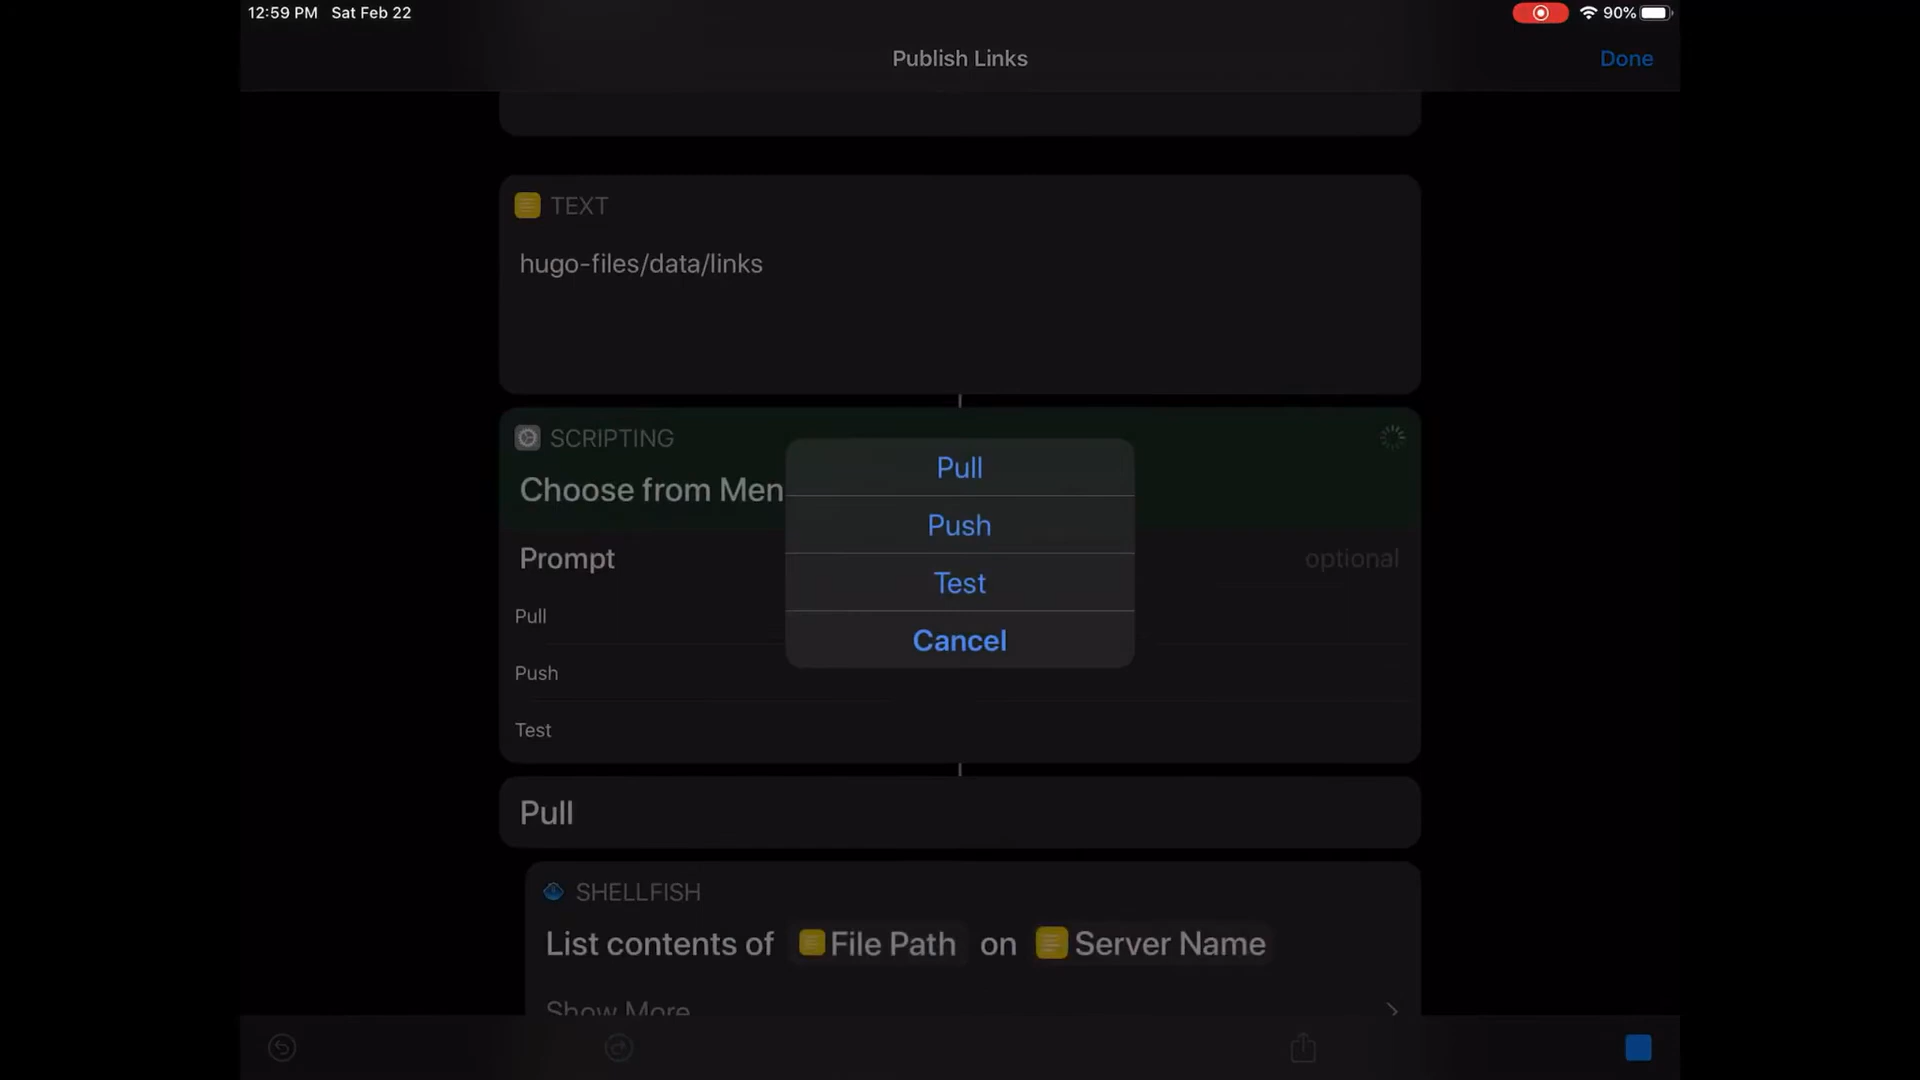 12:59 PM Sat Feb 22
90%
Publish Links
Done
TEXT
hugo-files/data/links
SCRIPTING
Choose from Men
Prompt
optional
Pull
Push
Test
Pull
Push
Test
Cancel
Pull
SHELLFISH
List contents of File Path on Server Name
Show More